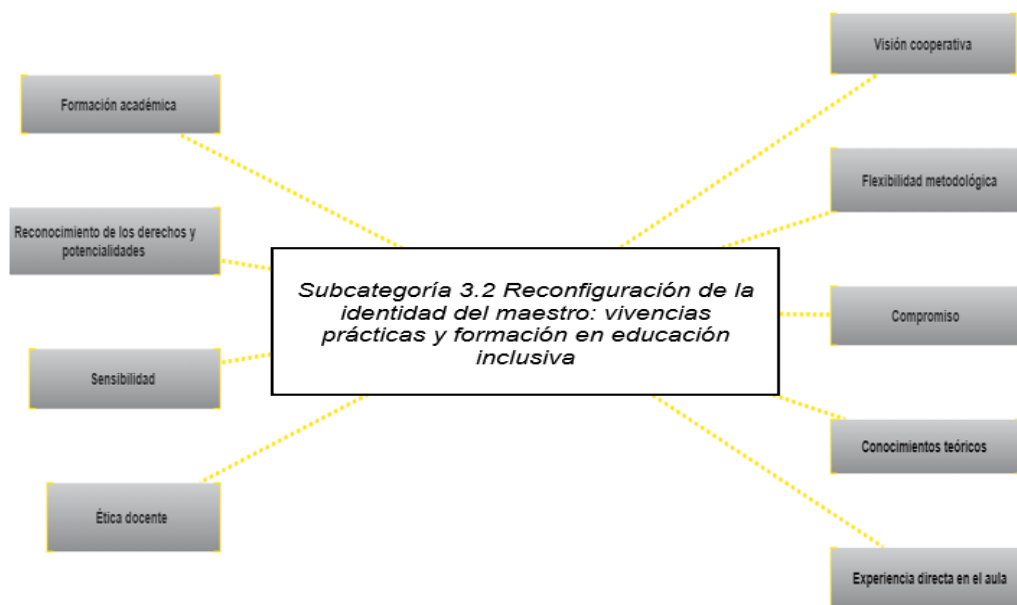 Visión cooperativa
Formación académica
Flexibilidad metodológica
Reconocimiento de los derechos y
potencialidades
Subcategoría 3.2 Reconfiguración de la
identidad del maestro: vivencias
prácticas y formación en educación
inclusiva
Compromiso
Sensibilidad
Conocimientos teóricos
Ética docente
Experiencia directa en el aula